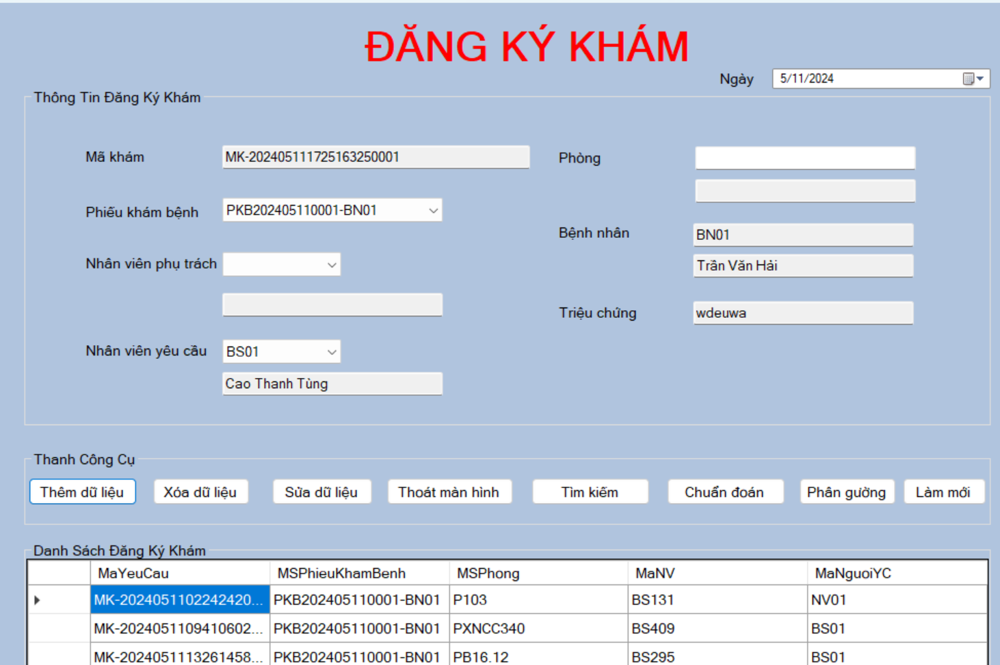 ĐĂNG KÝ KHÁM
Ngày 5/11/2024
Thông Tin Đăng Ký Khám
Mã khám MK-202405111725163250001 Phòng
Phiếu khám bệnh PKB202405110001-BN01
Bệnh nhân BN01
Nhân viên phụ trách Trần Văn Hải
Triệu chứng wdeuwa
Nhân viên yêu cầu BS01
Cao Thanh Tùng
Thanh Công Cụ
Thêm dữ liệu Xóa dữ liệu Sửa dữ liệu Thoát màn hình Tìm kiếm Chuẩn đoán Phân gường Làm mới
Danh Sách Đăng Ký Khám
MaYeuCau MSPhieuKhamBenh MSPhong MaNV MaNguoiYC
MK-2024051102242420... PKB202405110001-BN01 P103 BS131 NV01
MK-2024051109410602... PKB202405110001-BN01 PXNCC340 BS409 BS01
MK-2024051113261458... PKB202405110001-BN01 PB16.12 BS295 BS01